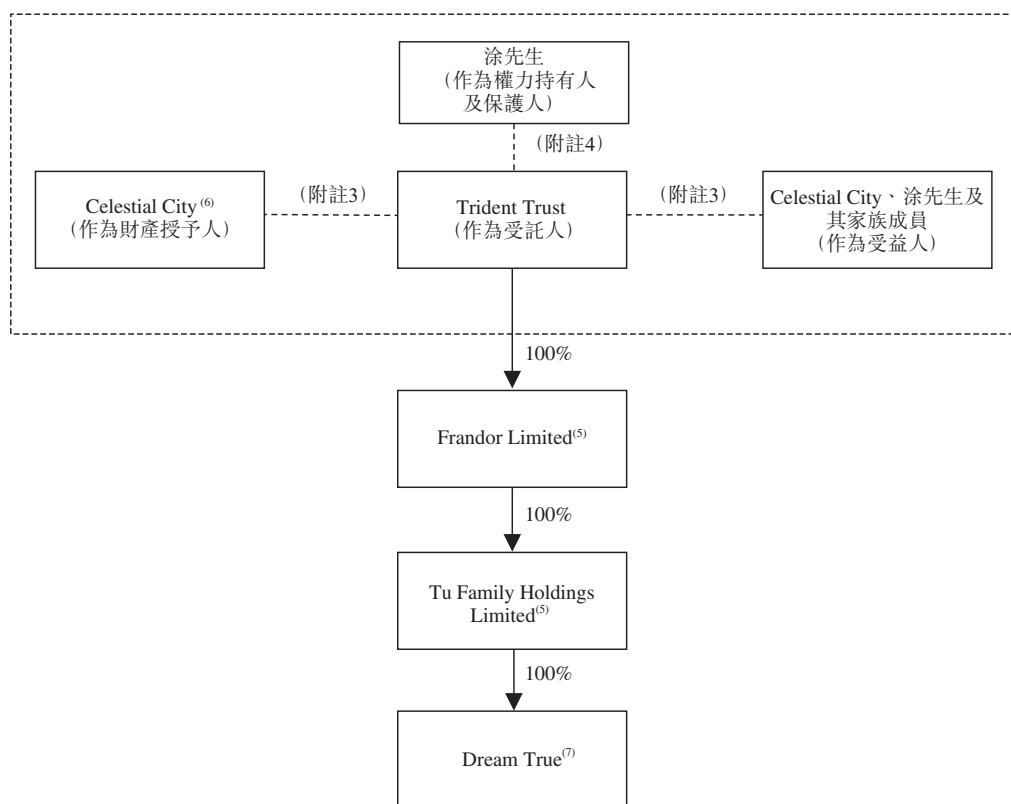 涂先生
（作為權力持有人
及保護人）
（附註4）
Celestial City (6)
（作為財產授予人）
（附註3）
Trident Trust
（作為受託人）
（附註3）
Celestial City、涂先生及
其家族成員
（作為受益人）
100%
Frandor Limited(5)
100%
Tu Family Holdings
Limited(5)
100%
Dream True(7)